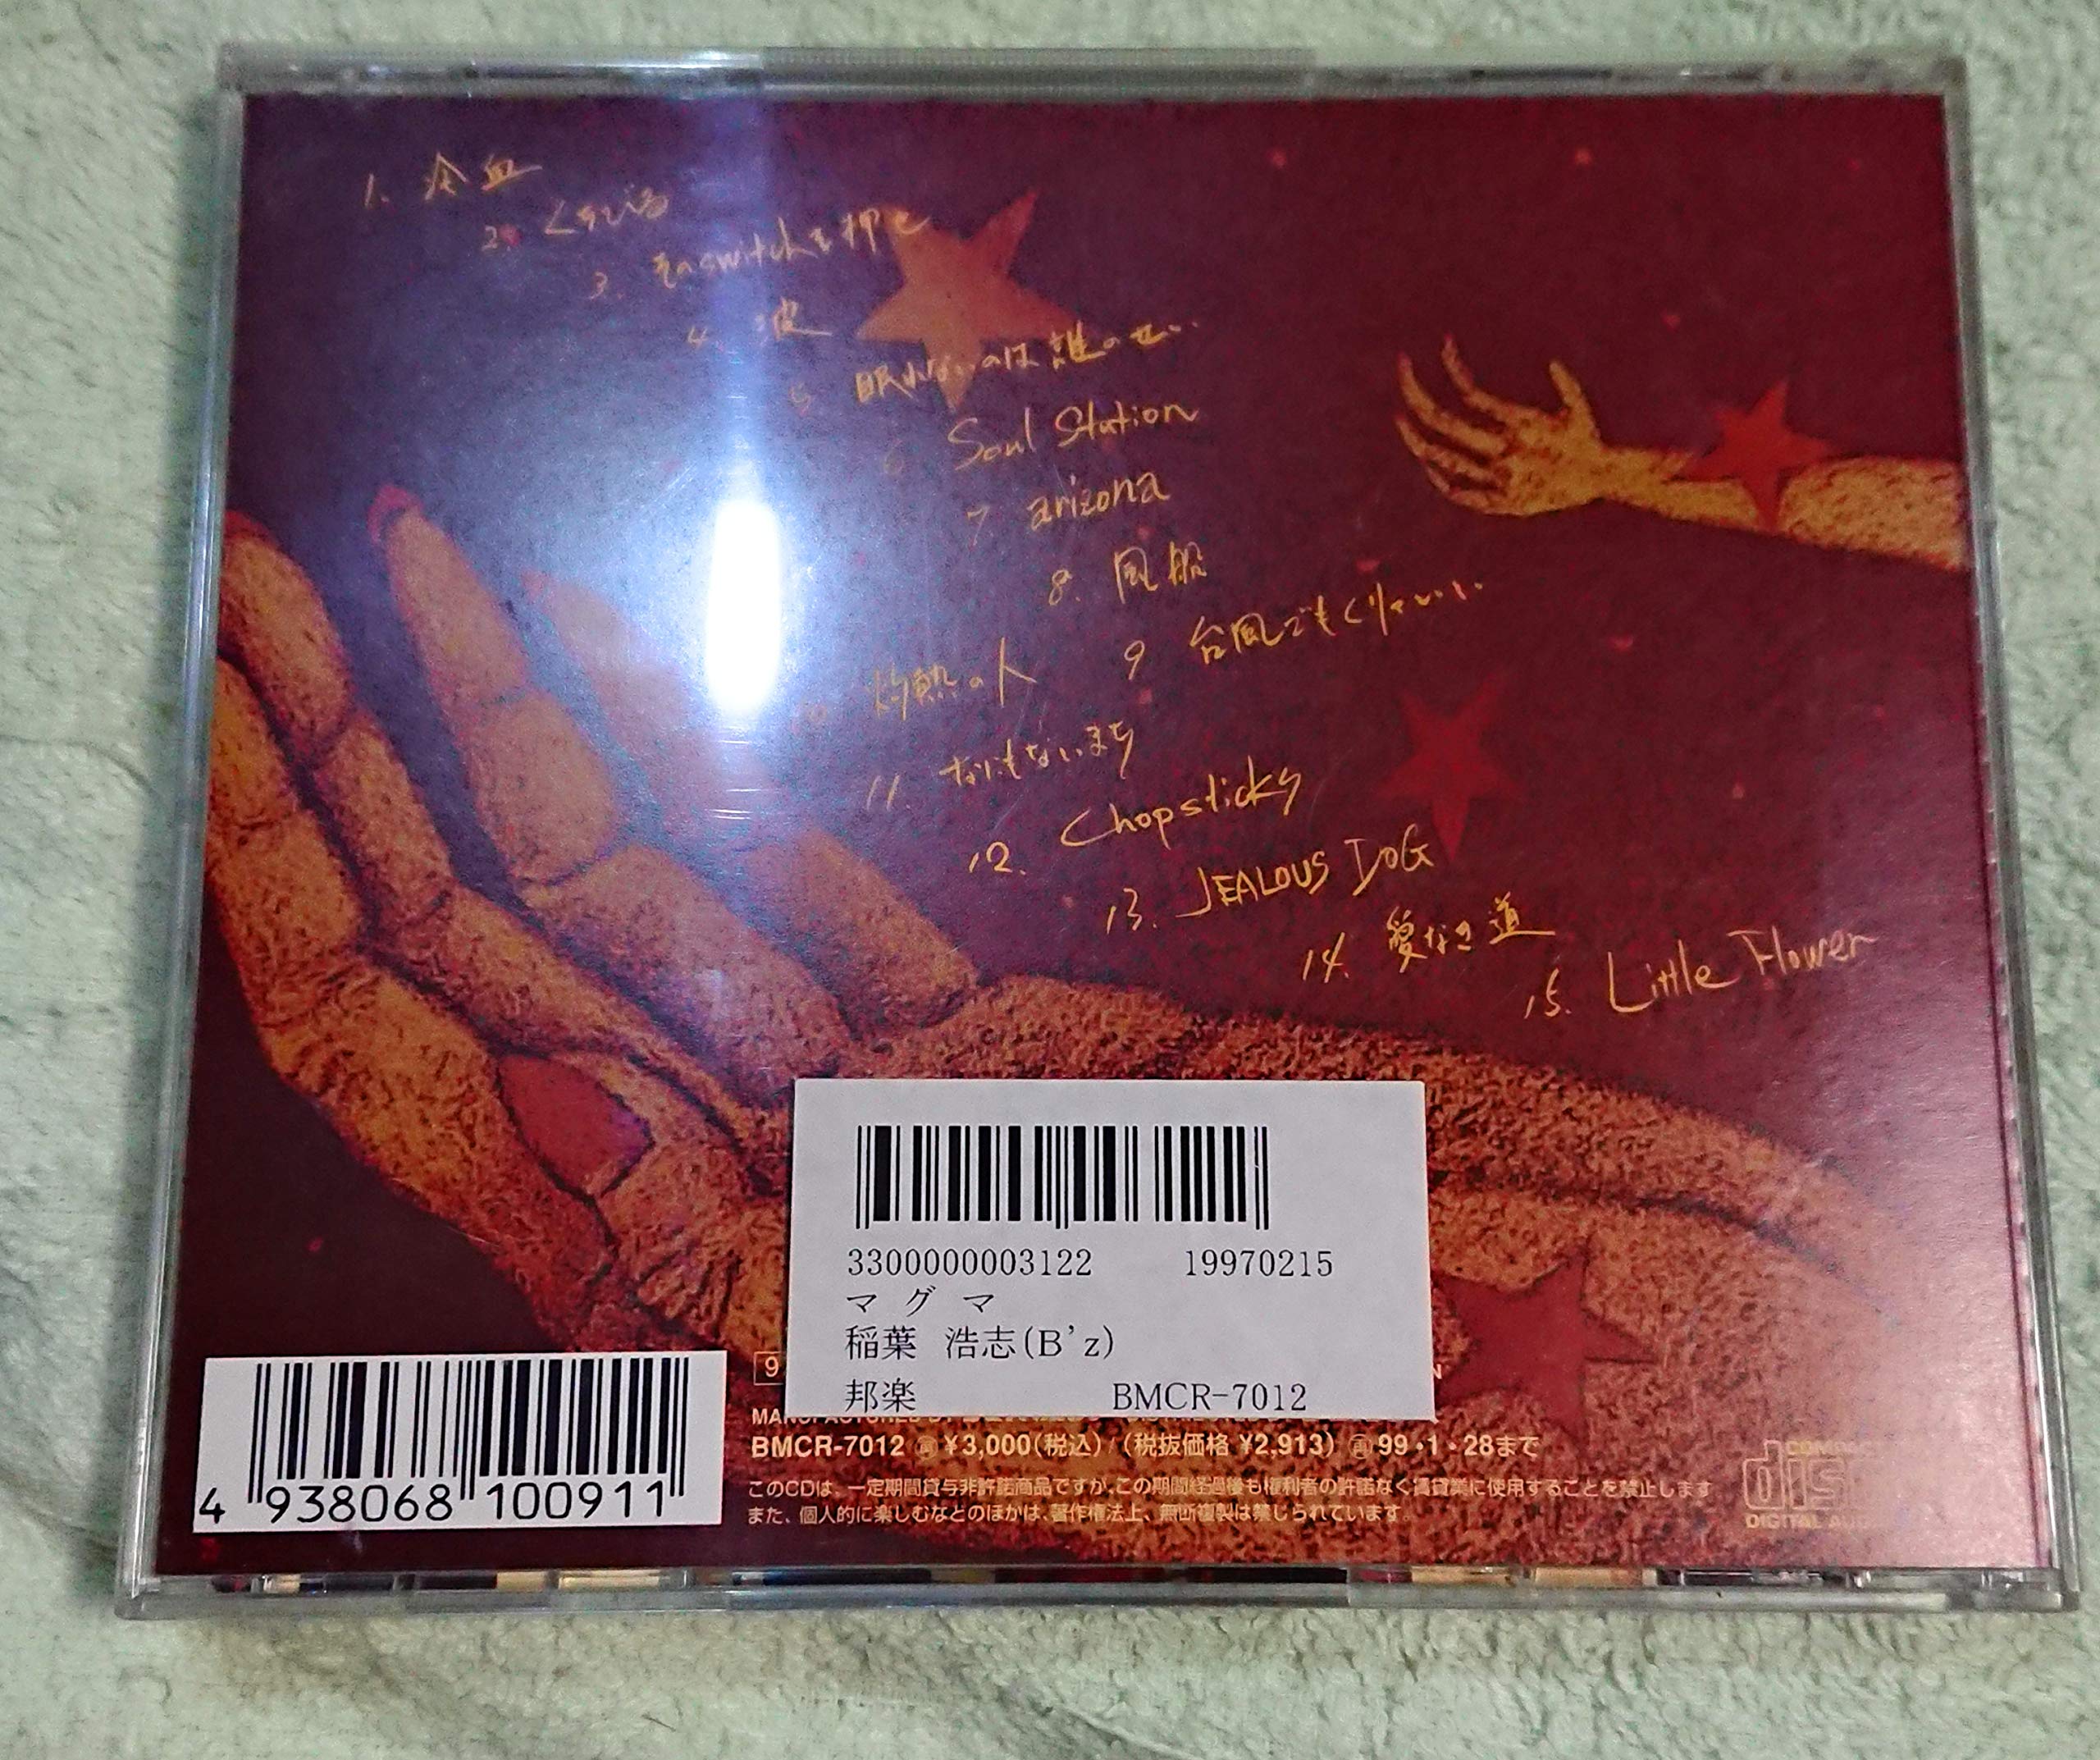 1. 冷血
2. くちびる
3. そのswitchを押せ
4. 波
5 眠れないのは誰のせい
6 Soul Station
7 arizona
8. 風船
9 台風でもくりゃいい
10 灼熱の人
11. なにもないまち
12. Chopsticks
13. JEALOUS DOG
14. 愛なき道
15. Little Flower
3300000003122 19970215
マグマ
稲葉 浩志(B'z)
邦楽 BMCR-7012
9
N
BMCR-7012 ㊐¥3,000(税込)/(税抜価格 ¥2,913) ㊐99・1・28まで
このCDは、一定期間貸与非許諾商品ですが、この期間経過後も権利者の許諾なく賃貸業に使用することを禁止します
また、個人的に楽しむなどのほかは、著作権法上、無断複製は禁じられています。
4 938068 100911
COMPA
dis
DIGITAL AU